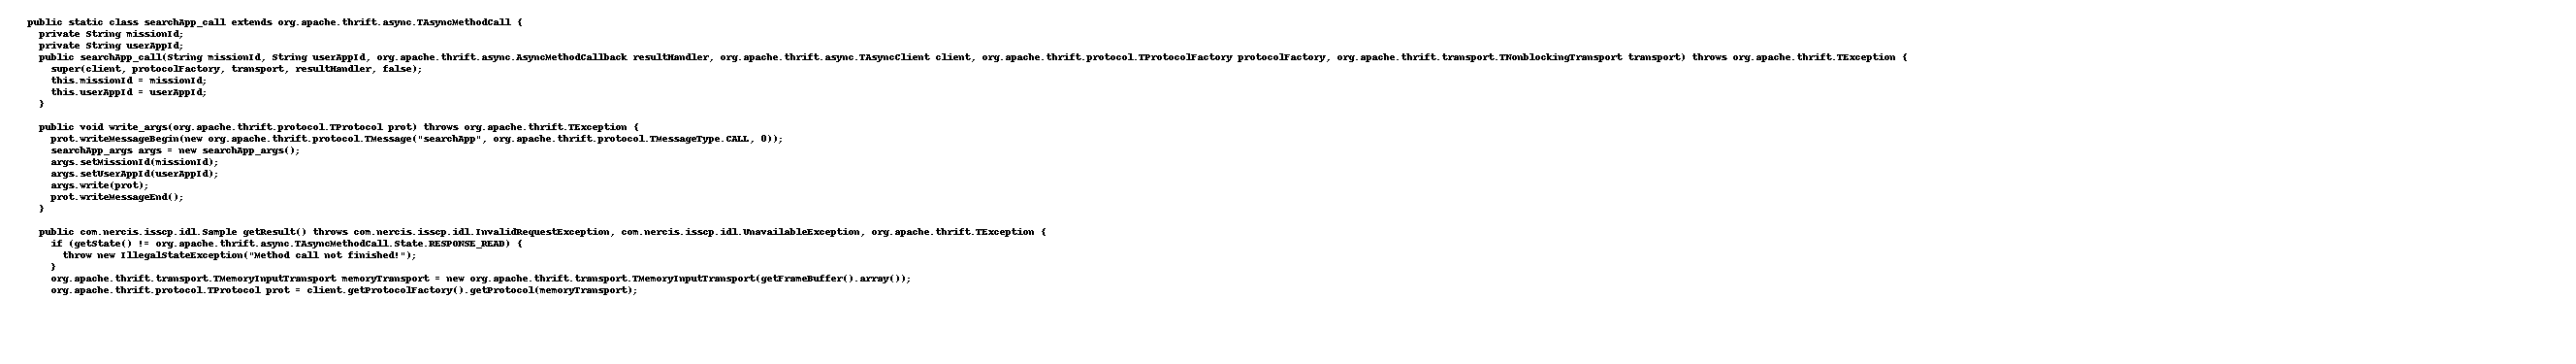 public static class searchApp_call extends org.apache.thrift.async.TAsyncMethodCall {
private String missionId;
private String userAppId;
public searchApp_call(String missionId, String userAppId, org.apache.thrift.async.AsyncMethodCallback resultHandler, org.apache.thrift.async.TAsyncClient client, org.apache.thrift.protocol.TProtocolFactory protocolFactory, org.apache.thrift.transport.TNonblockingTransport transport) throws org.apache.thrift.TException {
super(client, protocolFactory, transport, resultHandler, false);
this.missionId = missionId;
this.userAppId = userAppId;
}
public void write_args(org.apache.thrift.protocol.TProtocol prot) throws org.apache.thrift.TException {
prot.writeMessageBegin(new org.apache.thrift.protocol.TMessage("searchApp", org.apache.thrift.protocol.TMessageType.CALL, 0));
searchApp_args args = new searchApp_args();
args.setMissionId(missionId);
args.setUserAppId(userAppId);
args.write(prot);
prot.writeMessageEnd();
}
public com.nercis.isscp.idl.Sample getResult() throws com.nercis.isscp.idl.InvalidRequestException, com.nercis.isscp.idl.UnavailableException, org.apache.thrift.TException {
if (getState() != org.apache.thrift.async.TAsyncMethodCall.State.RESPONSE_READ) {
throw new IllegalStateException("Method call not finished!");
}
org.apache.thrift.transport.TMemoryInputTransport memoryTransport = new org.apache.thrift.transport.TMemoryInputTransport(getFrameBuffer().array());
org.apache.thrift.protocol.TProtocol prot = client.getProtocolFactory().getProtocol(memoryTransport);